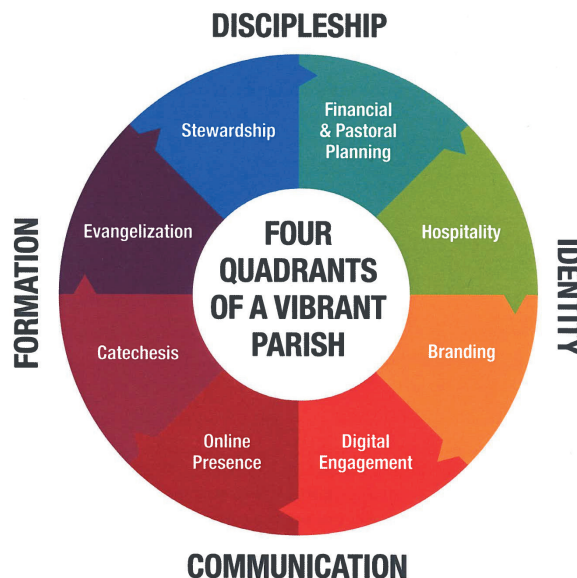 DISCIPLESHIP
Stewardship
Financial
& Pastoral
Planning
Evangelization
Hospitality
FOUR
QUADRANTS
OF A VIBRANT
PARISH
FORMATION
IDENTITY
Catechesis
Branding
Online
Presence
Digital
Engagement
COMMUNICATION